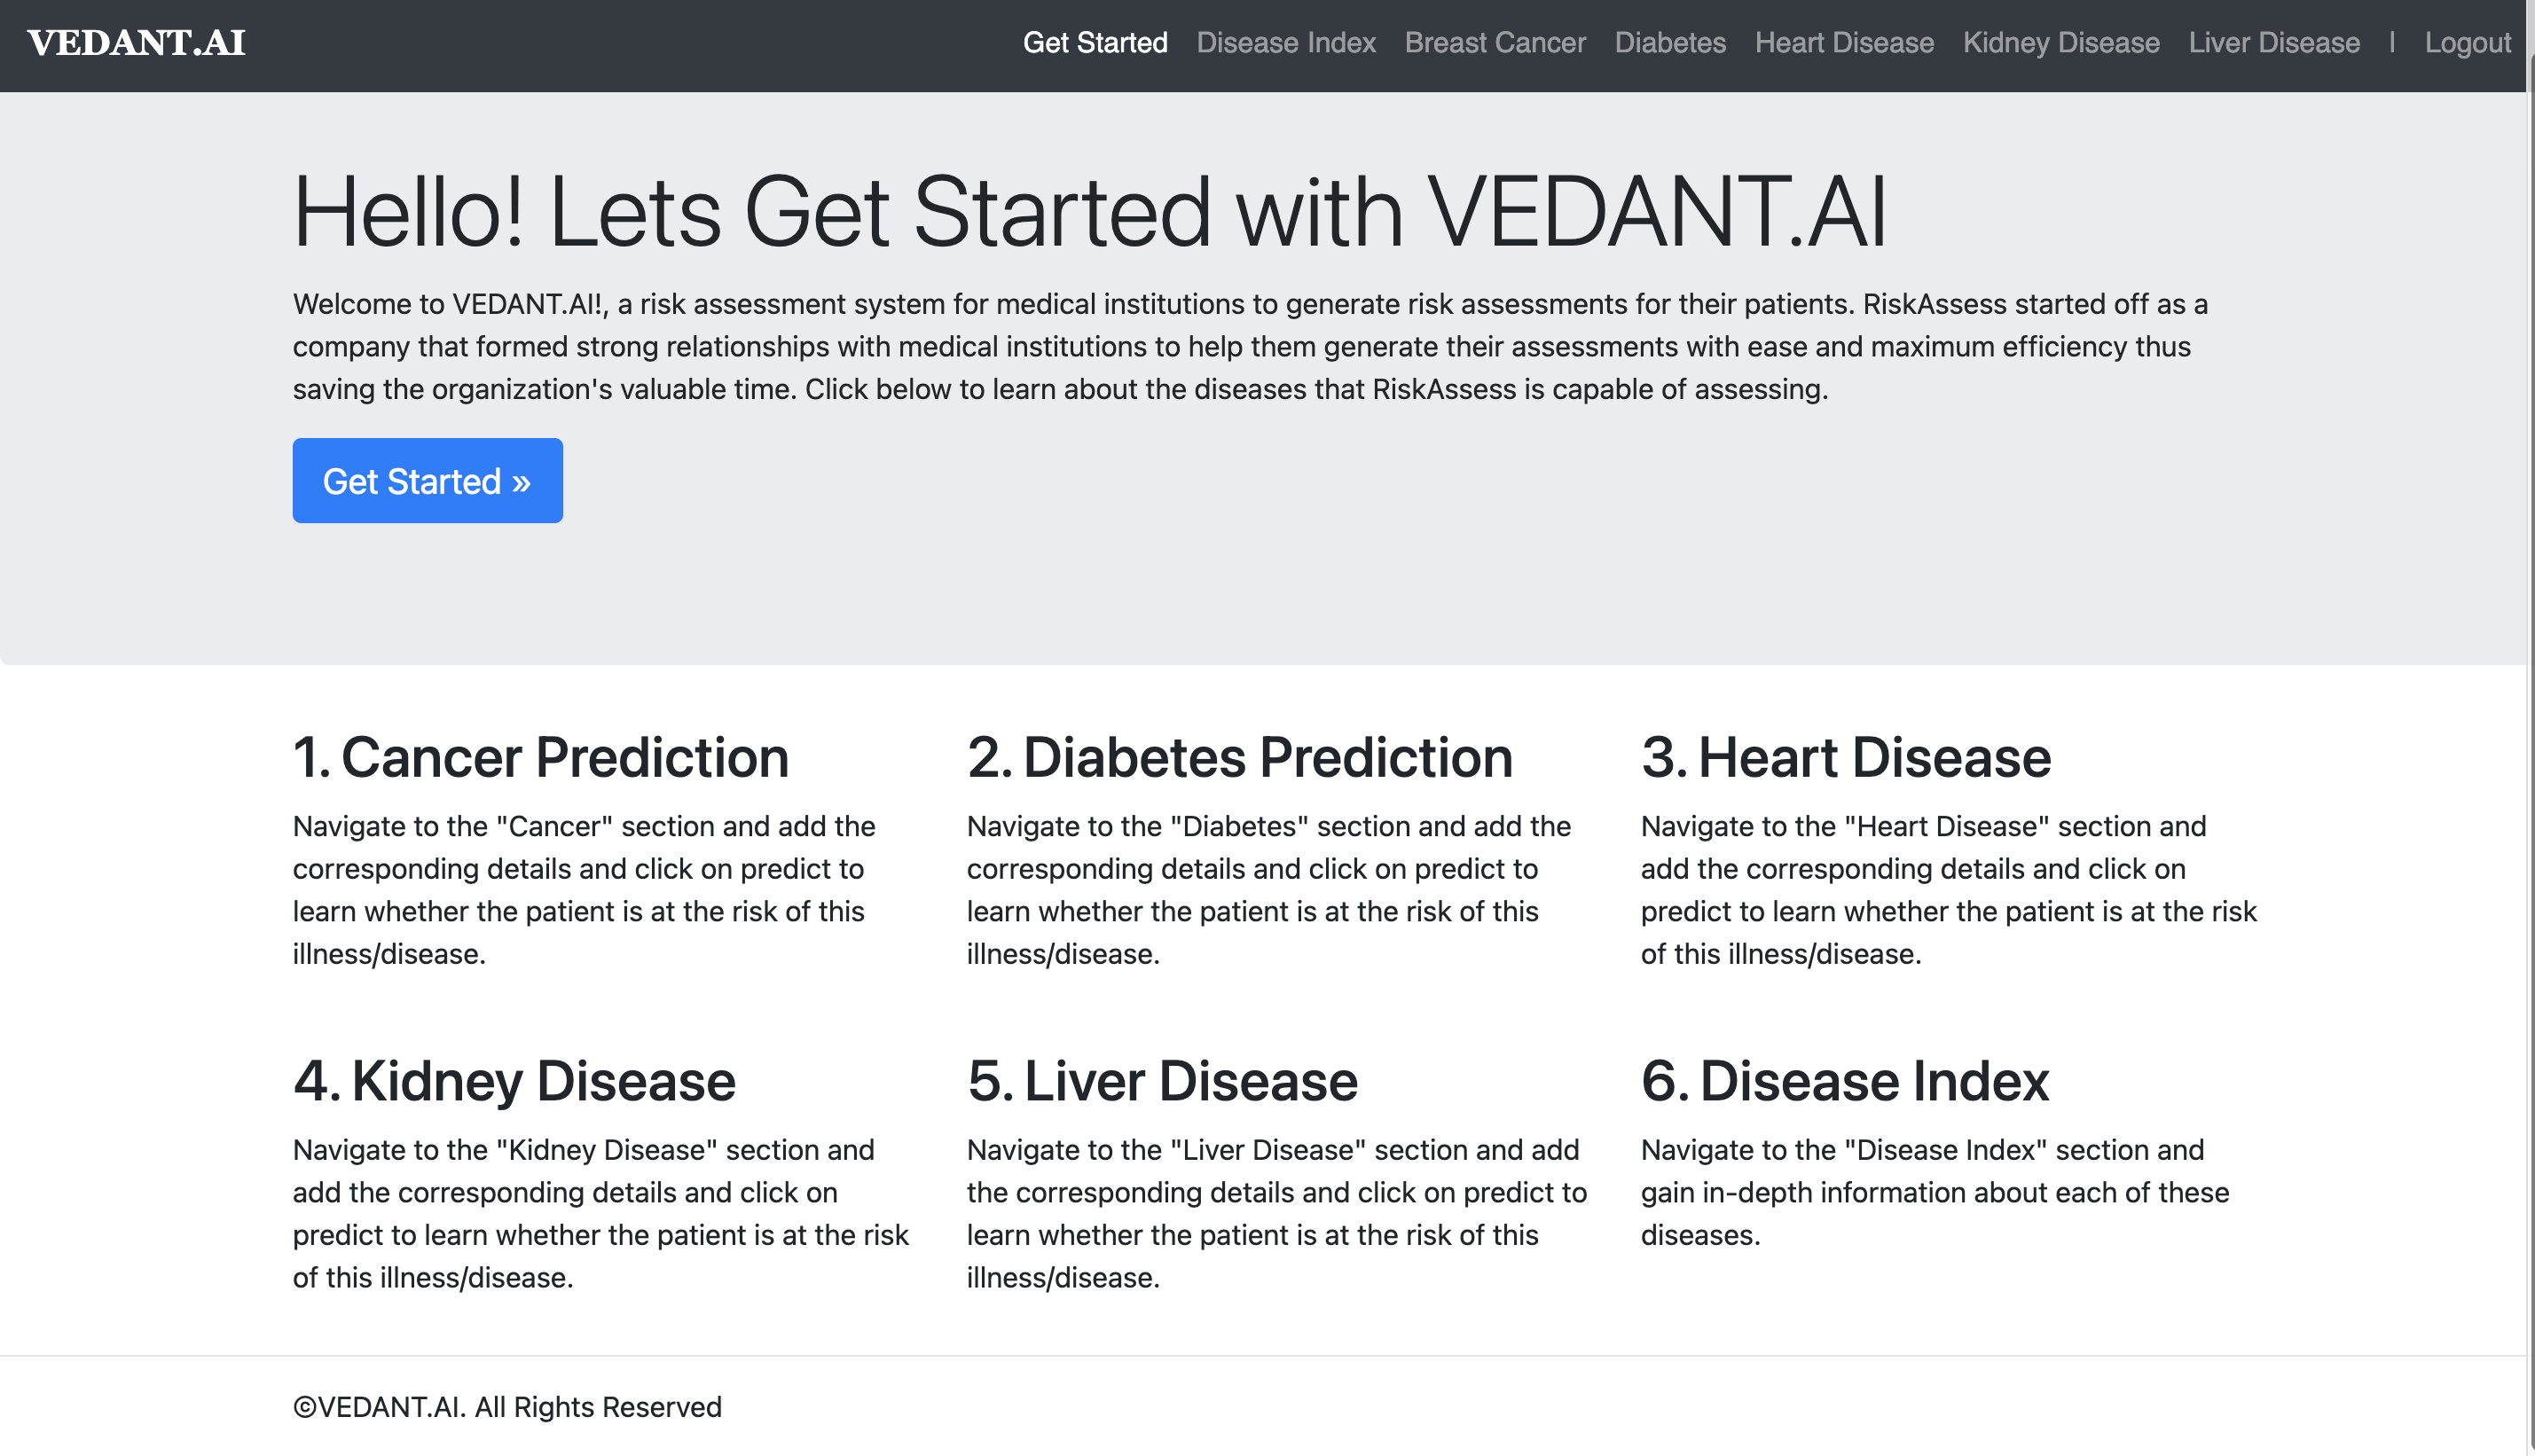 VEDANT.AI
Get Started Disease Index Breast Cancer Diabetes Heart Disease Kidney Disease Liver Disease | Logout
Hello! Lets Get Started with VEDANT.AI
Welcome to VEDANT.AI!, a risk assessment system for medical institutions to generate risk assessments for their patients. RiskAssess started off as a
company that formed strong relationships with medical institutions to help them generate their assessments with ease and maximum efficiency thus
saving the organization's valuable time. Click below to learn about the diseases that RiskAssess is capable of assessing.
Get Started »
1. Cancer Prediction
Navigate to the "Cancer" section and add the
corresponding details and click on predict to
learn whether the patient is at the risk of this
illness/disease.
2. Diabetes Prediction
Navigate to the "Diabetes" section and add the
corresponding details and click on predict to
learn whether the patient is at the risk of this
illness/disease.
3. Heart Disease
Navigate to the "Heart Disease" section and
add the corresponding details and click on
predict to learn whether the patient is at the risk
of this illness/disease.
4. Kidney Disease
Navigate to the "Kidney Disease" section and
add the corresponding details and click on
predict to learn whether the patient is at the risk
of this illness/disease.
5. Liver Disease
Navigate to the "Liver Disease" section and add
the corresponding details and click on predict to
learn whether the patient is at the risk of this
illness/disease.
6. Disease Index
Navigate to the "Disease Index" section and
gain in-depth information about each of these
diseases.
©VEDANT.AI. All Rights Reserved